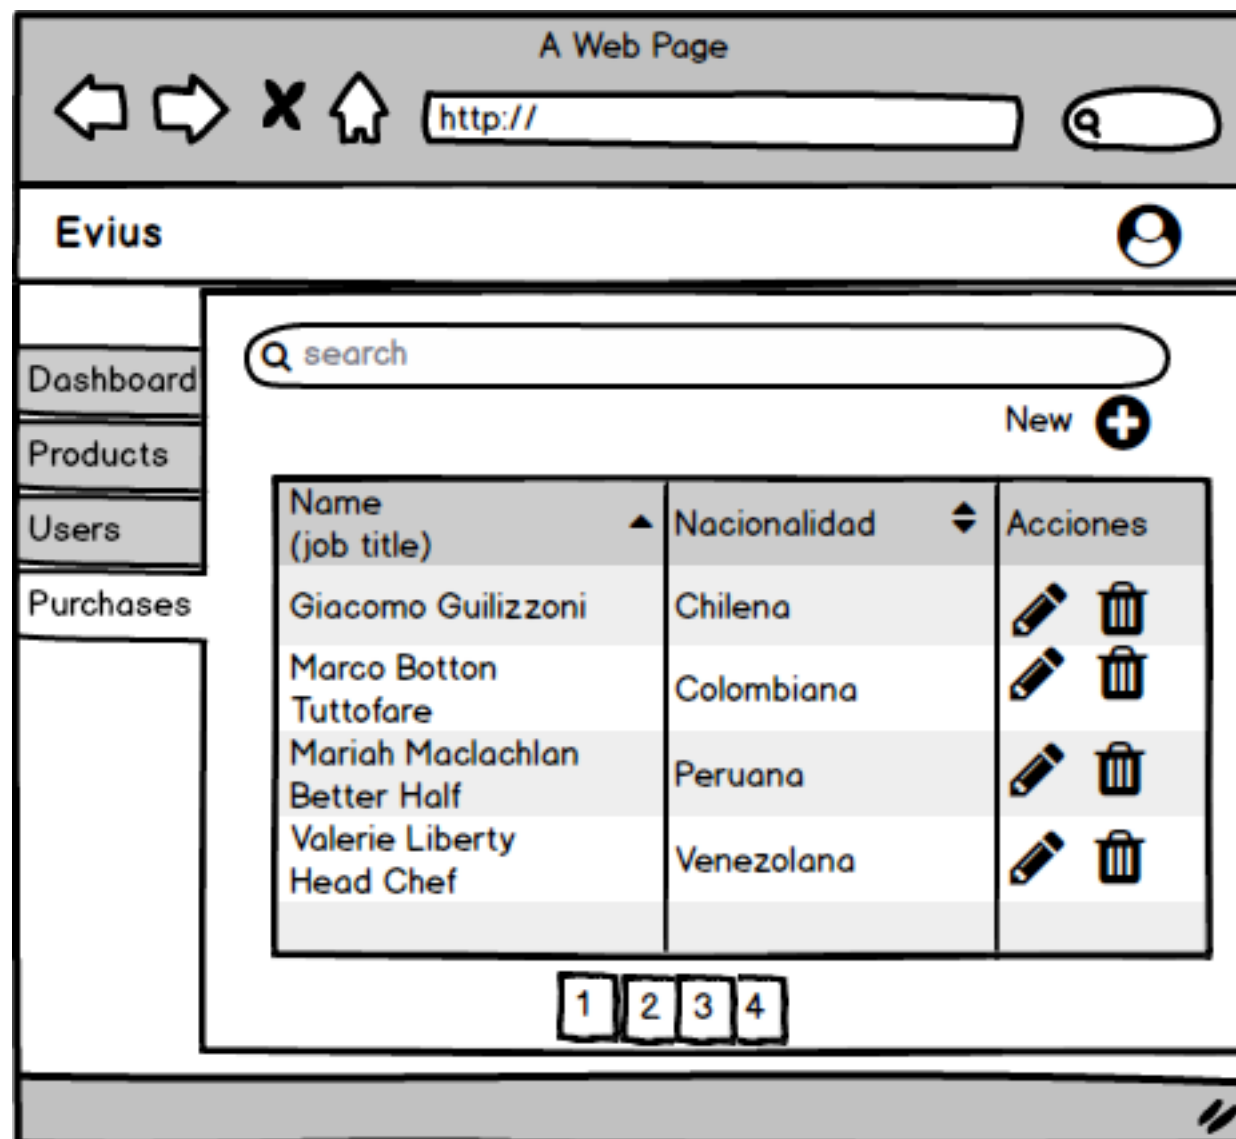 A Web Page
http://
Evius
search
New
Dashboard
Products
Users
Purchases
Name
(job title)
Nacionalidad
Acciones
Giacomo Guilizzoni
Chilena
Marco Botton
Tuttofare
Colombiana
Mariah Maclachlan
Better Half
Peruana
Valerie Liberty
Head Chef
Venezolana
1 2 3 4